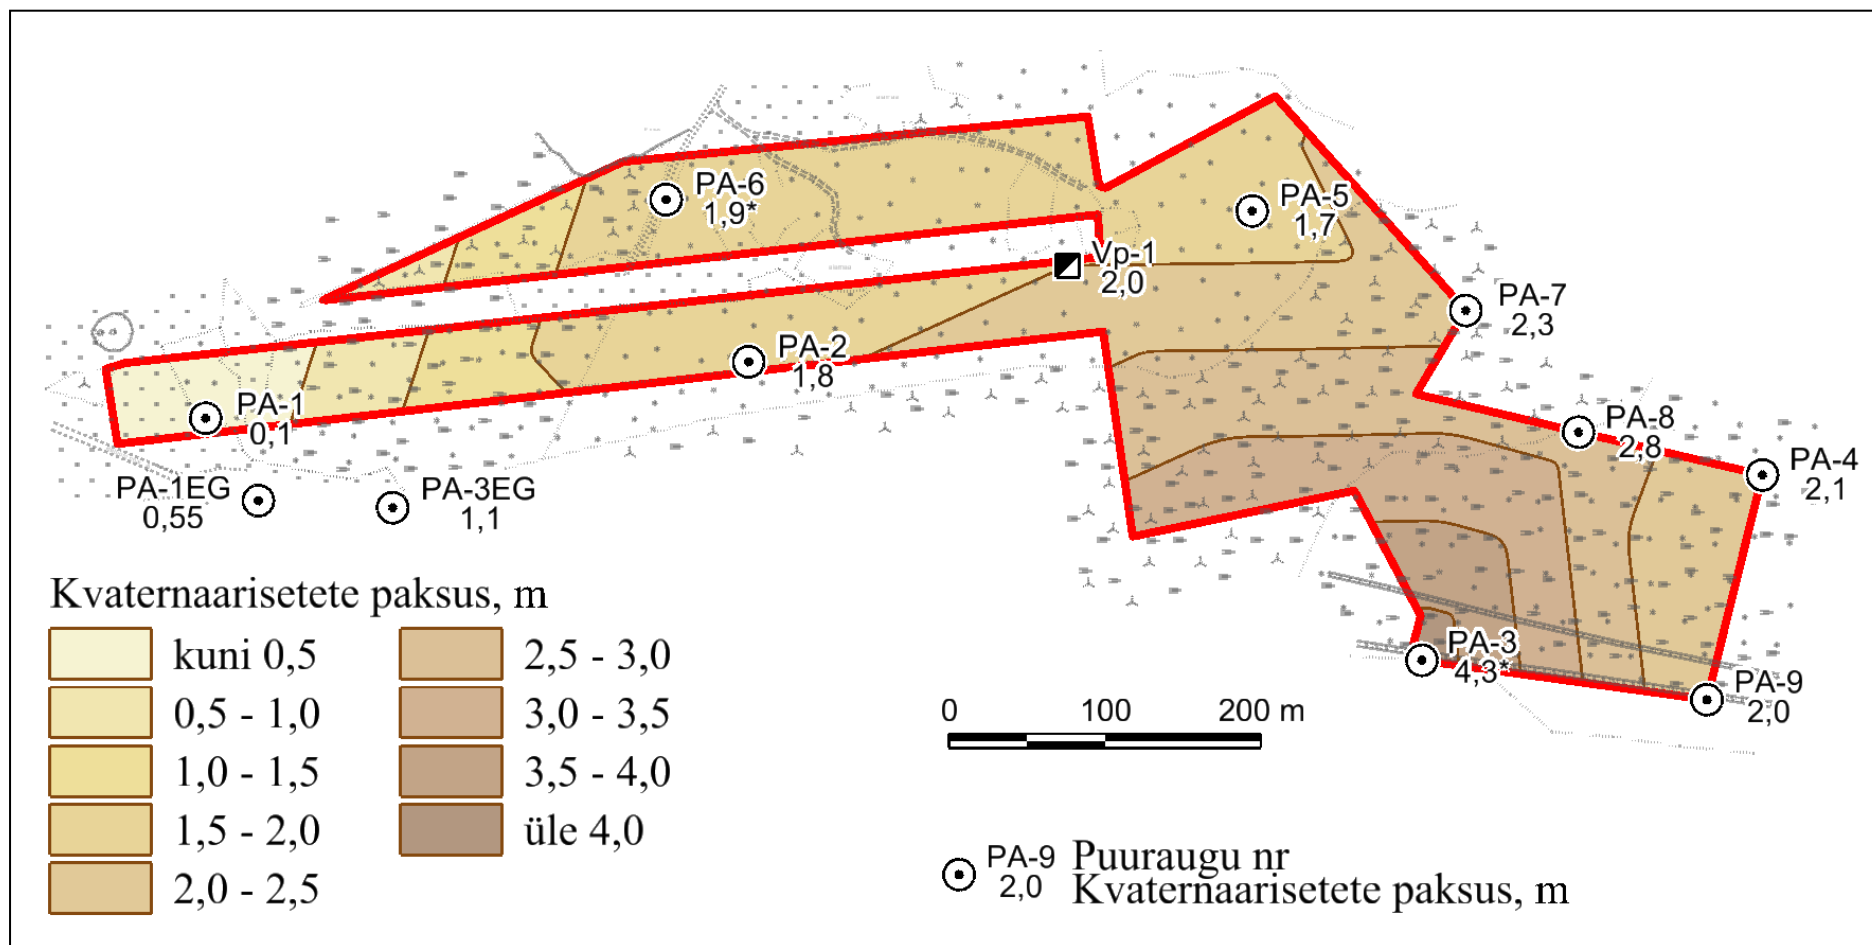 PA-6
1,9*
PA-5
1,7
Vp-1
2,0
PA-7
2,3
PA-2
1,8
PA-1
0,1
PA-8
2,8
PA-4
2,1
PA-1EG
0,55
PA-3EG
1,1
PA-3
4,3*
PA-9
2,0
Kvaternaarisetete paksus, m
kuni 0,5
0,5 - 1,0
1,0 - 1,5
1,5 - 2,0
2,0 - 2,5
2,5 - 3,0
3,0 - 3,5
3,5 - 4,0
üle 4,0
0 100 200 m
PA-9 Puuraugu nr
2,0 Kvaternaarisetete paksus, m